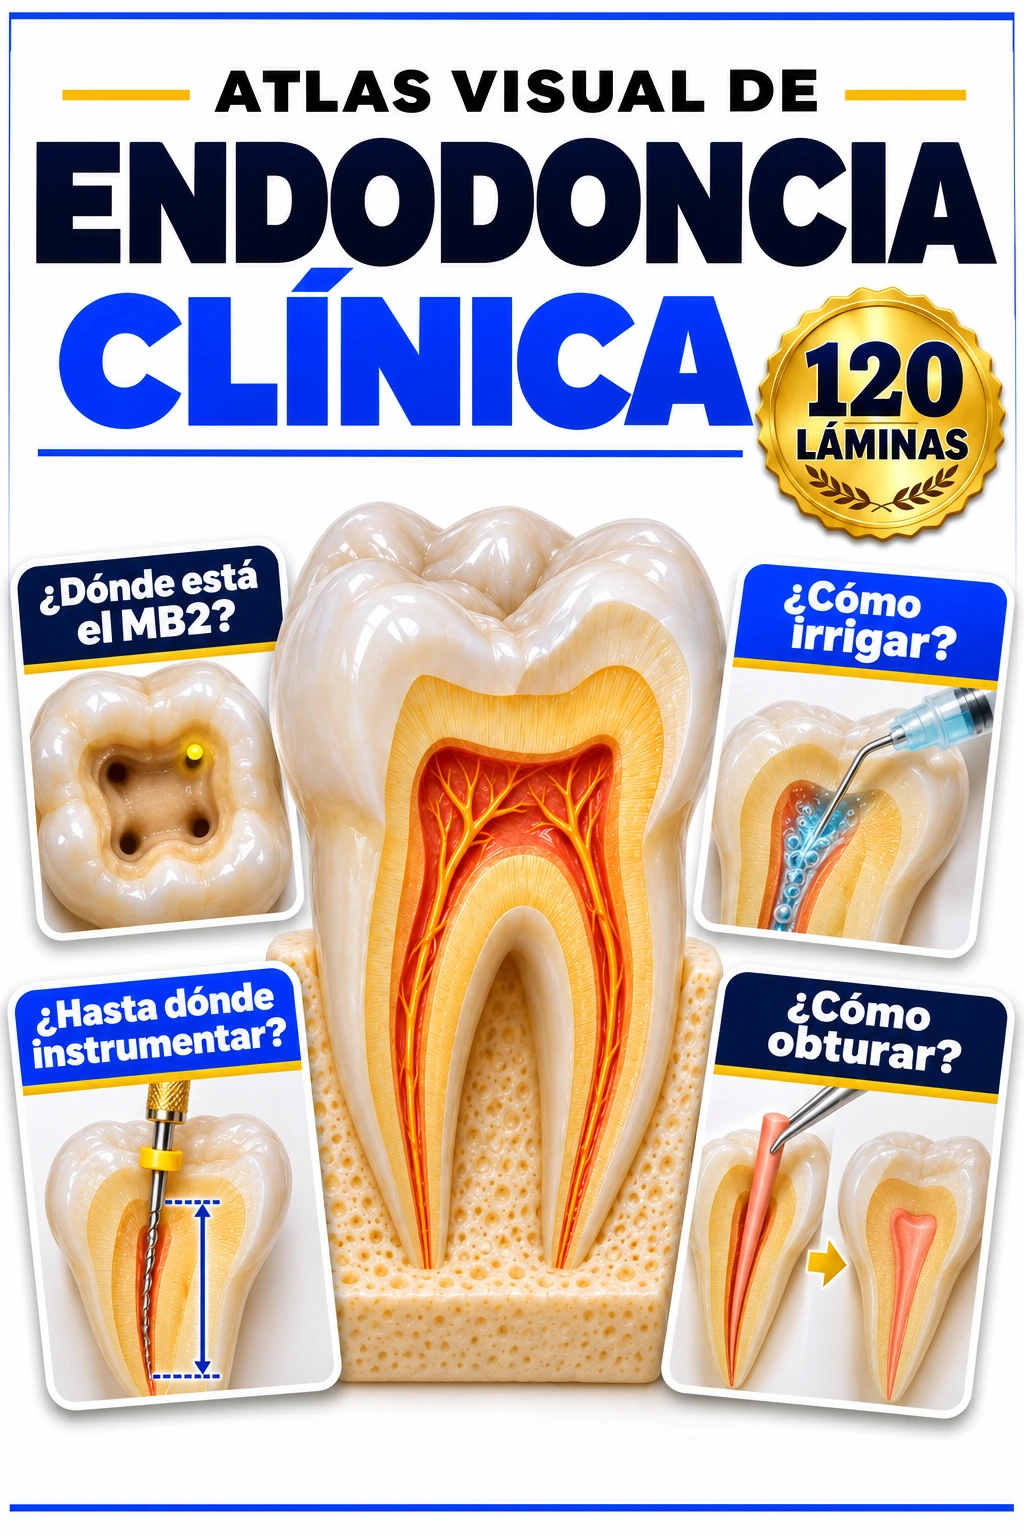 ATLAS VISUAL DE
ENDODONCIA
CLÍNICA
120
LÁMINAS
¿Dónde está
el MB2?
¿Cómo
irrigar?
¿Hasta dónde
instrumentar?
¿Cómo
obturar?